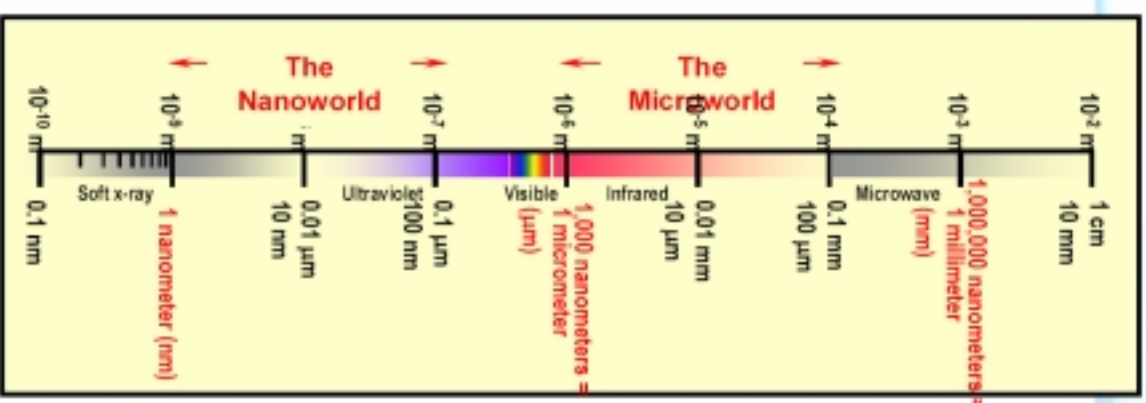 The
Nanoworld
The
Microworld
10-10 m
10-9 m
m
10-7 m
10-6 m
10-5 m
10-4 m
10-3 m
10-2 m
Soft x-ray
Ultraviolet
Visible
Infrared
Microwave
0.1 nm
1 nanometer (nm)
0.01 μm
10 nm
0.1 μm
100 nm
1,000 nanometers =
1 micrometer
(μm)
0.01 mm
10 μm
0.1 mm
100 μm
1,000,000 nanometers=
1 millimeter
(mm)
1 cm
10 mm